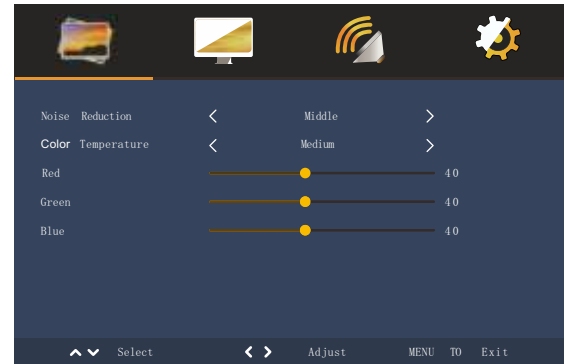 Noise Reduction Middle
Color Temperature Medium
Red 40
Green 40
Blue 40
Select Adjust MENU TO Exit